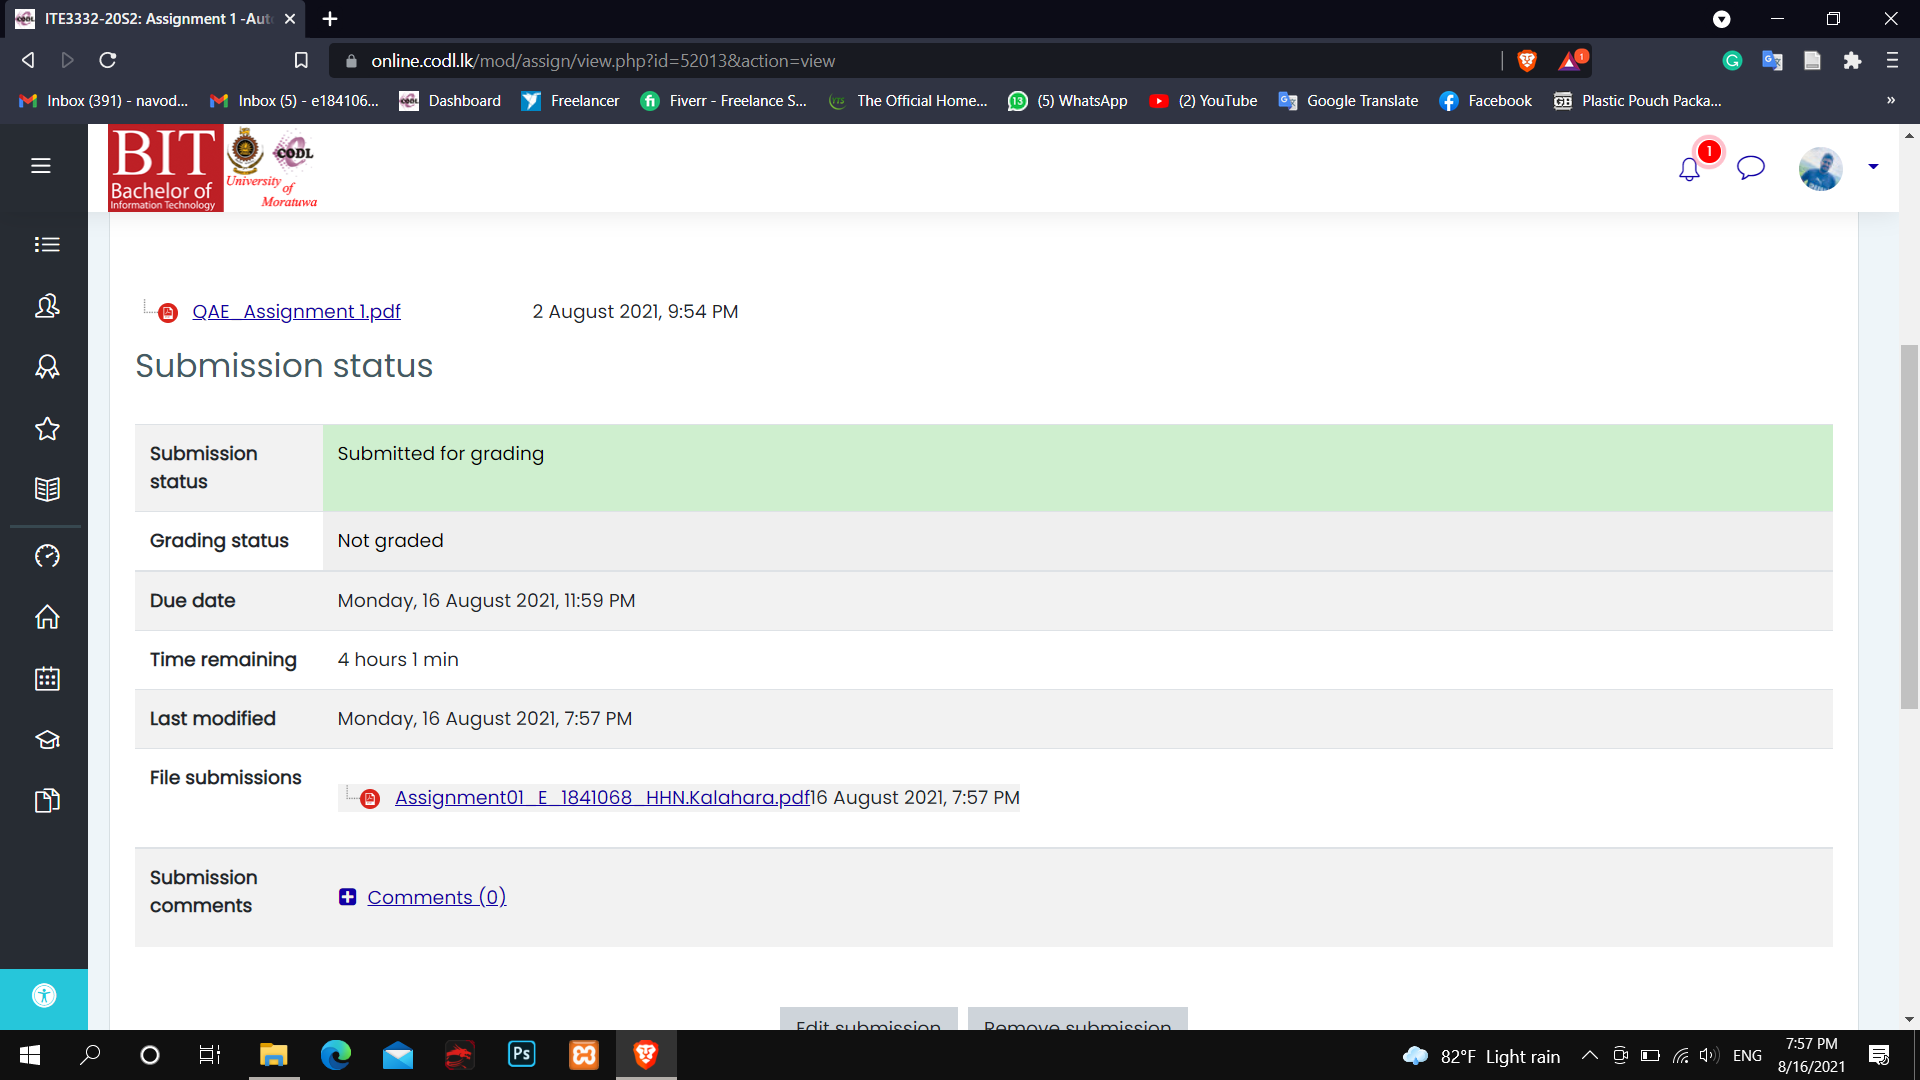 ITE3332-20S2: Assignment 1 -Aut
online.codl.lk/mod/assign/view.php?id=52013&action=view
1
Inbox (391) - navod...
Inbox (5) - e184106...
Dashboard
Freelancer
Fiverr - Freelance S...
The Official Home...
(5) WhatsApp
(2) YouTube
Google Translate
Facebook
Plastic Pouch Packa...
»
BIT
Bachelor of
Information Technology
CODL
University of
Moratuwa
1
QAE_Assignment 1.pdf 2 August 2021, 9:54 PM
Submission status
Submission status Submitted for grading
Grading status Not graded
Due date Monday, 16 August 2021, 11:59 PM
Time remaining 4 hours 1 min
Last modified Monday, 16 August 2021, 7:57 PM
File submissions Assignment01_E_1841068_HHN.Kalahara.pdf16 August 2021, 7:57 PM
Submission comments Comments (0)
Edit submission Remove submission
Ps
82°F Light rain
ENG
7:57 PM
8/16/2021